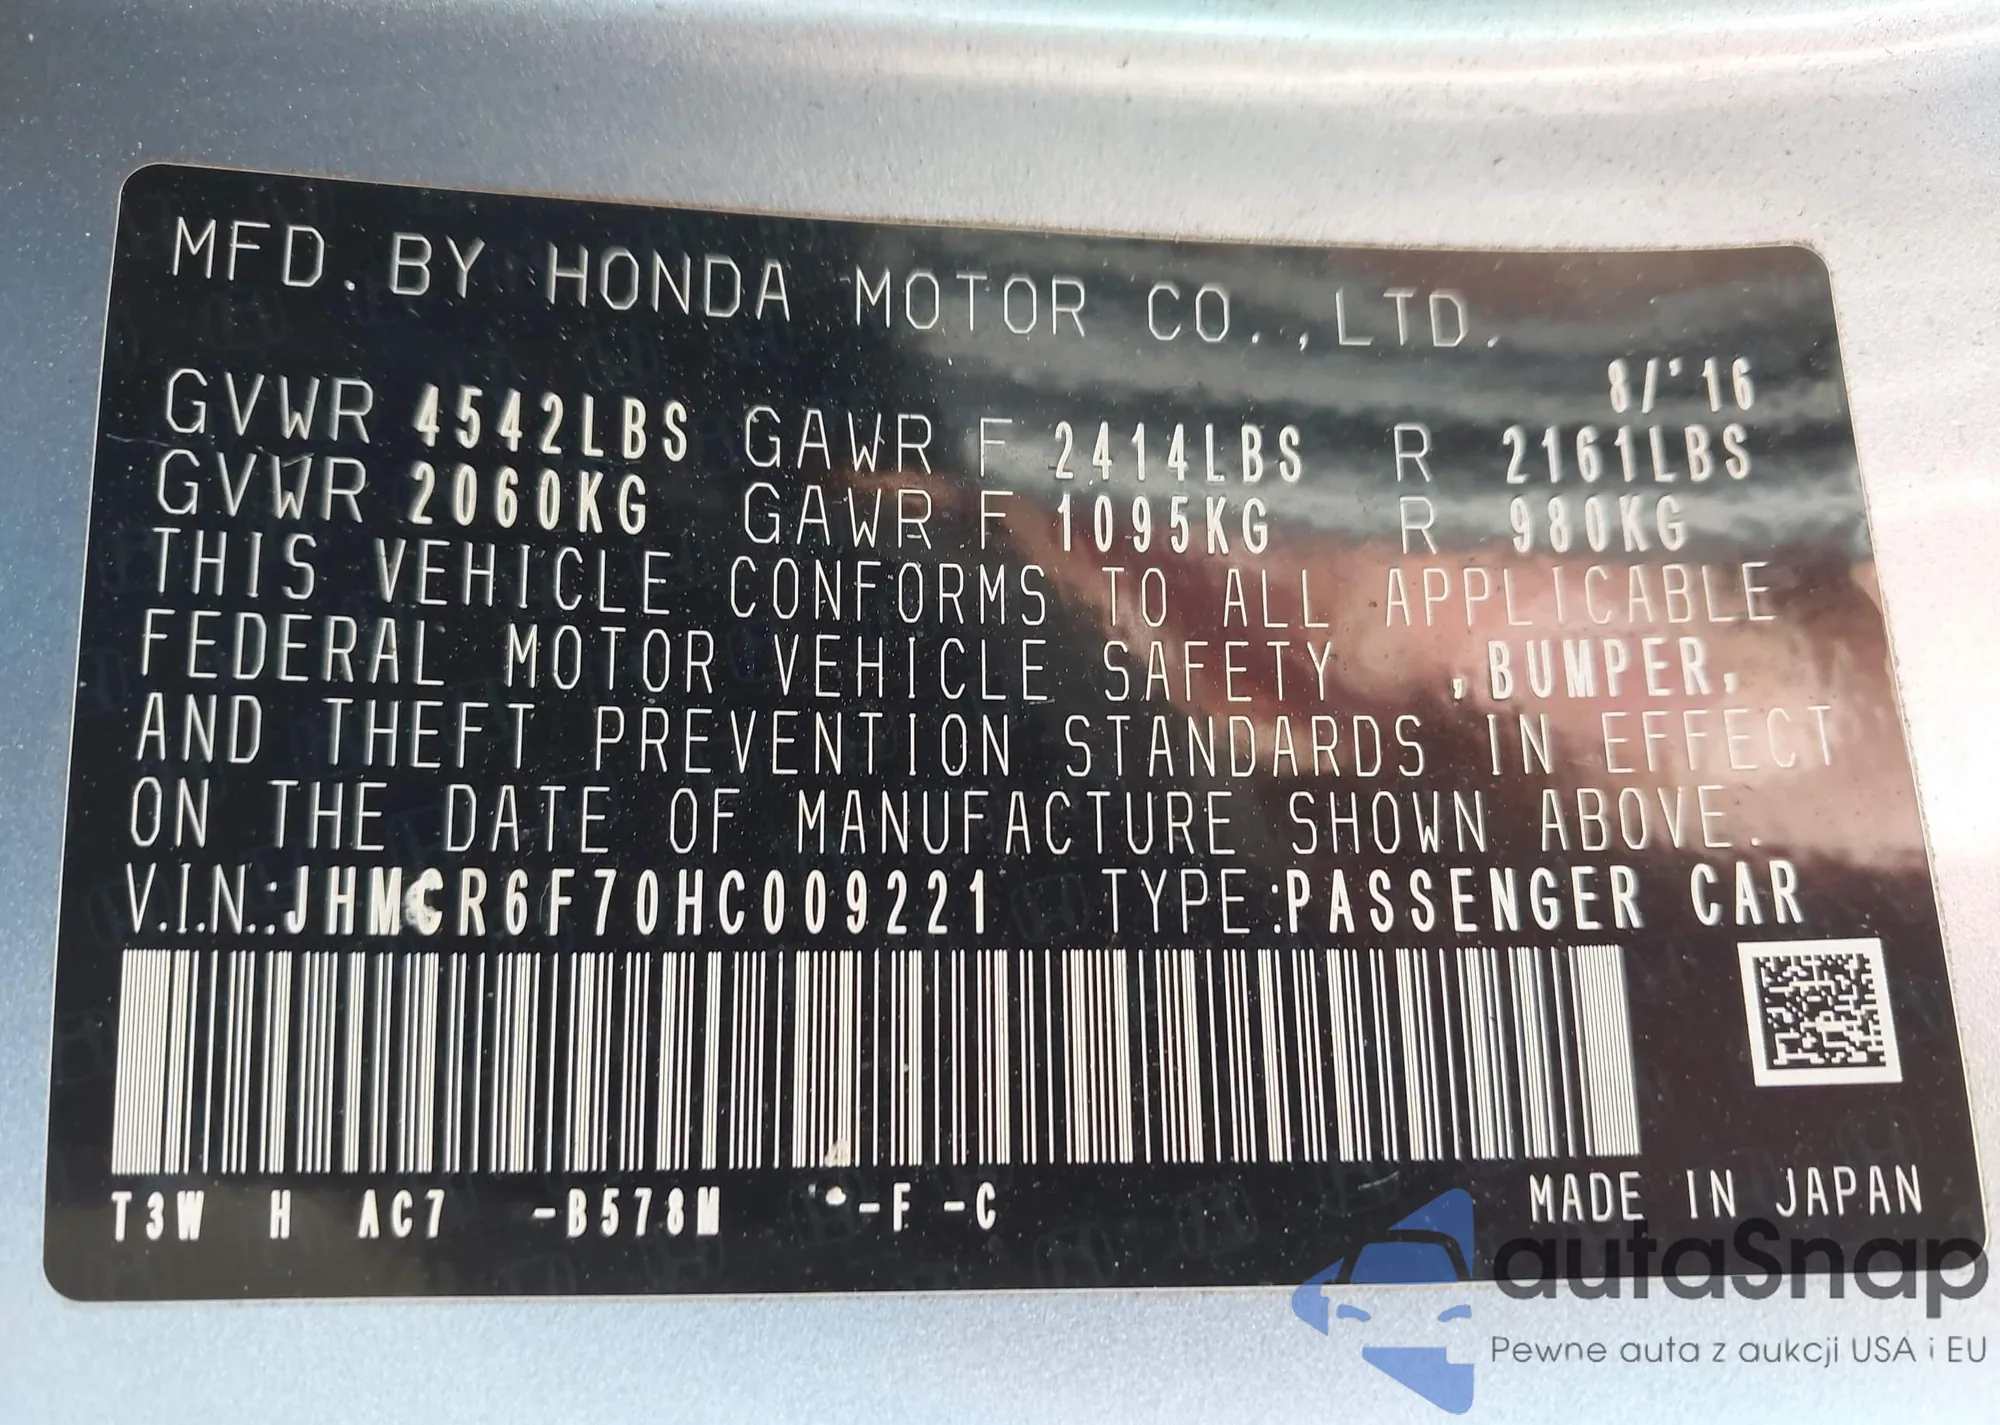 MFD.BY HONDA MOTOR CO.,LTD.
8/'16
GVWR 4542LBS GAWR F 2414LBS R 2161LBS
GVWR 2060KG GAWR F 1095KG R 980KG
THIS VEHICLE CONFORMS TO ALL APPLICABLE
FEDERAL MOTOR VEHICLE SAFETY ,BUMPER,
AND THEFT PREVENTION STANDARDS IN EFFECT
ON THE DATE OF MANUFACTURE SHOWN ABOVE.
V.I.N.:JHMCR6F70HC009221 TYPE:PASSENGER CAR
T3W H AC7 -B578M -F -C
MADE IN JAPAN
autaSnap
Pewne auta z aukcji USA i EU